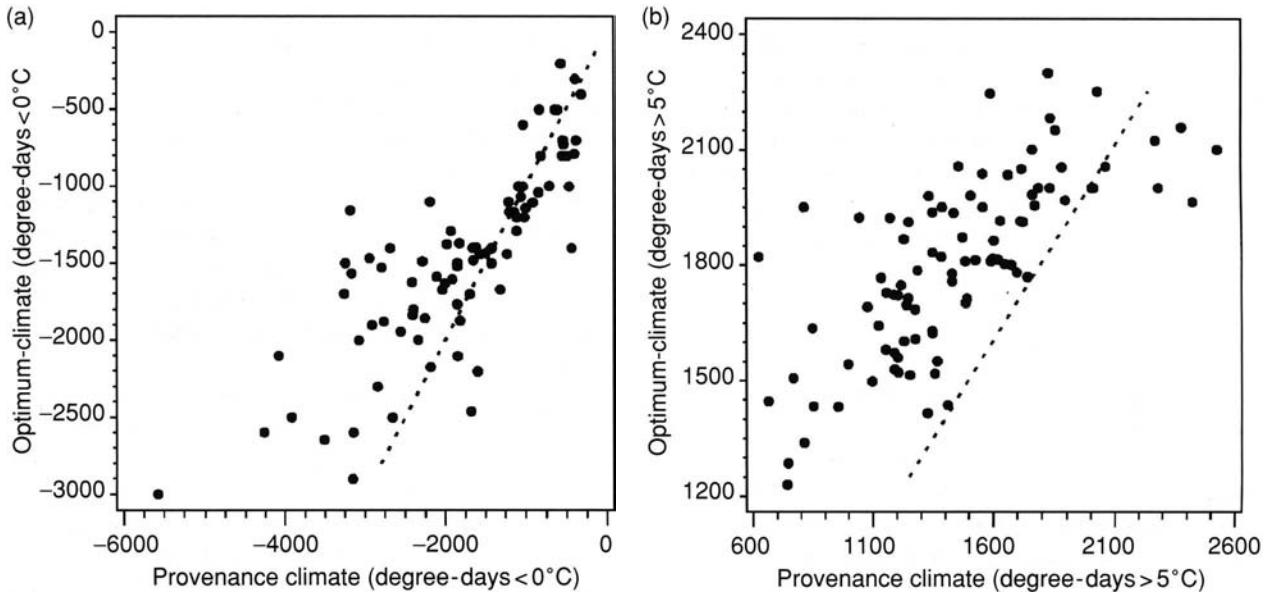 (a)
0
−500
−1000
−1500
−2000
−2500
−3000
Optimum-climate (degree-days<0°C)
−6000 −4000 −2000 0
Provenance climate (degree-days<0°C)
(b)
2400
2100
1800
1500
1200
Optimum-climate (degree-days>5°C)
600 1100 1600 2100 2600
Provenance climate (degree-days>5°C)